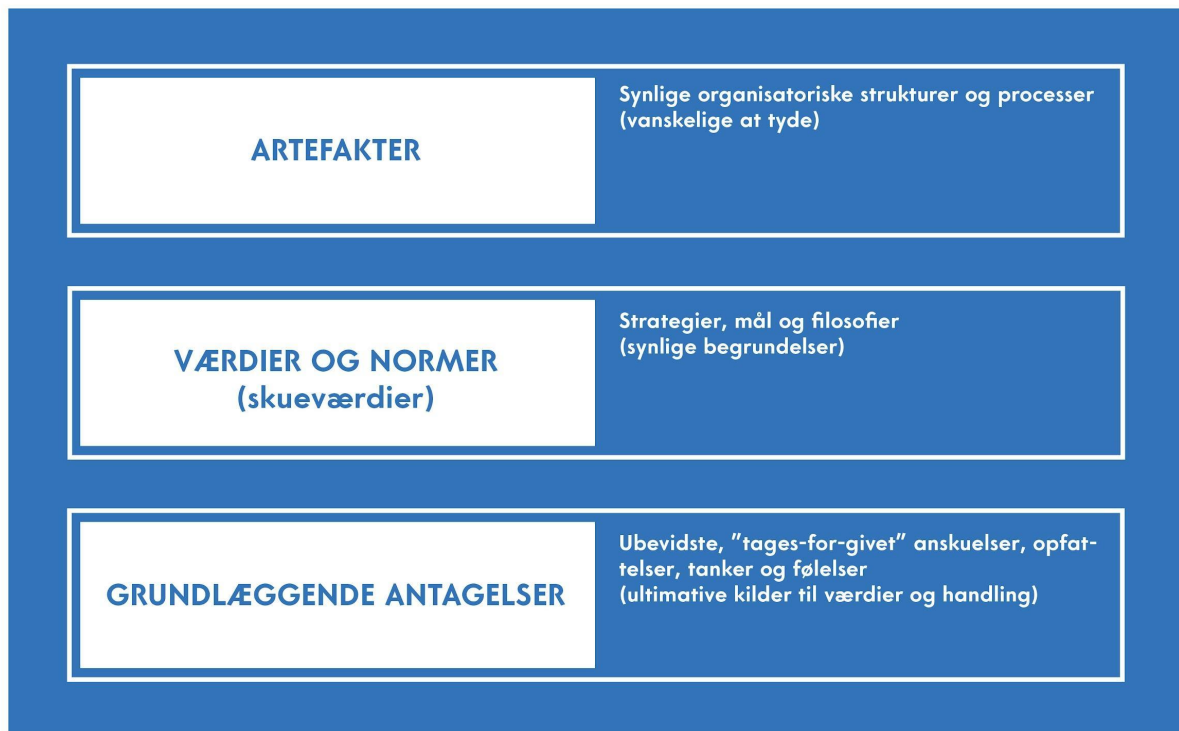 ARTEFAKTER
Synlige organisatoriske strukturer og processer
(vanskelige at tyde)
VÆRDIER OG NORMER
(skueværdier)
Strategier, mål og filosofier
(synlige begrundelser)
GRUNDLÆGGENDE ANTAGELSER
Ubevidste, ”tages-for-givet” anskuelser, opfat-
telser, tanker og følelser
(ultimative kilder til værdier og handling)